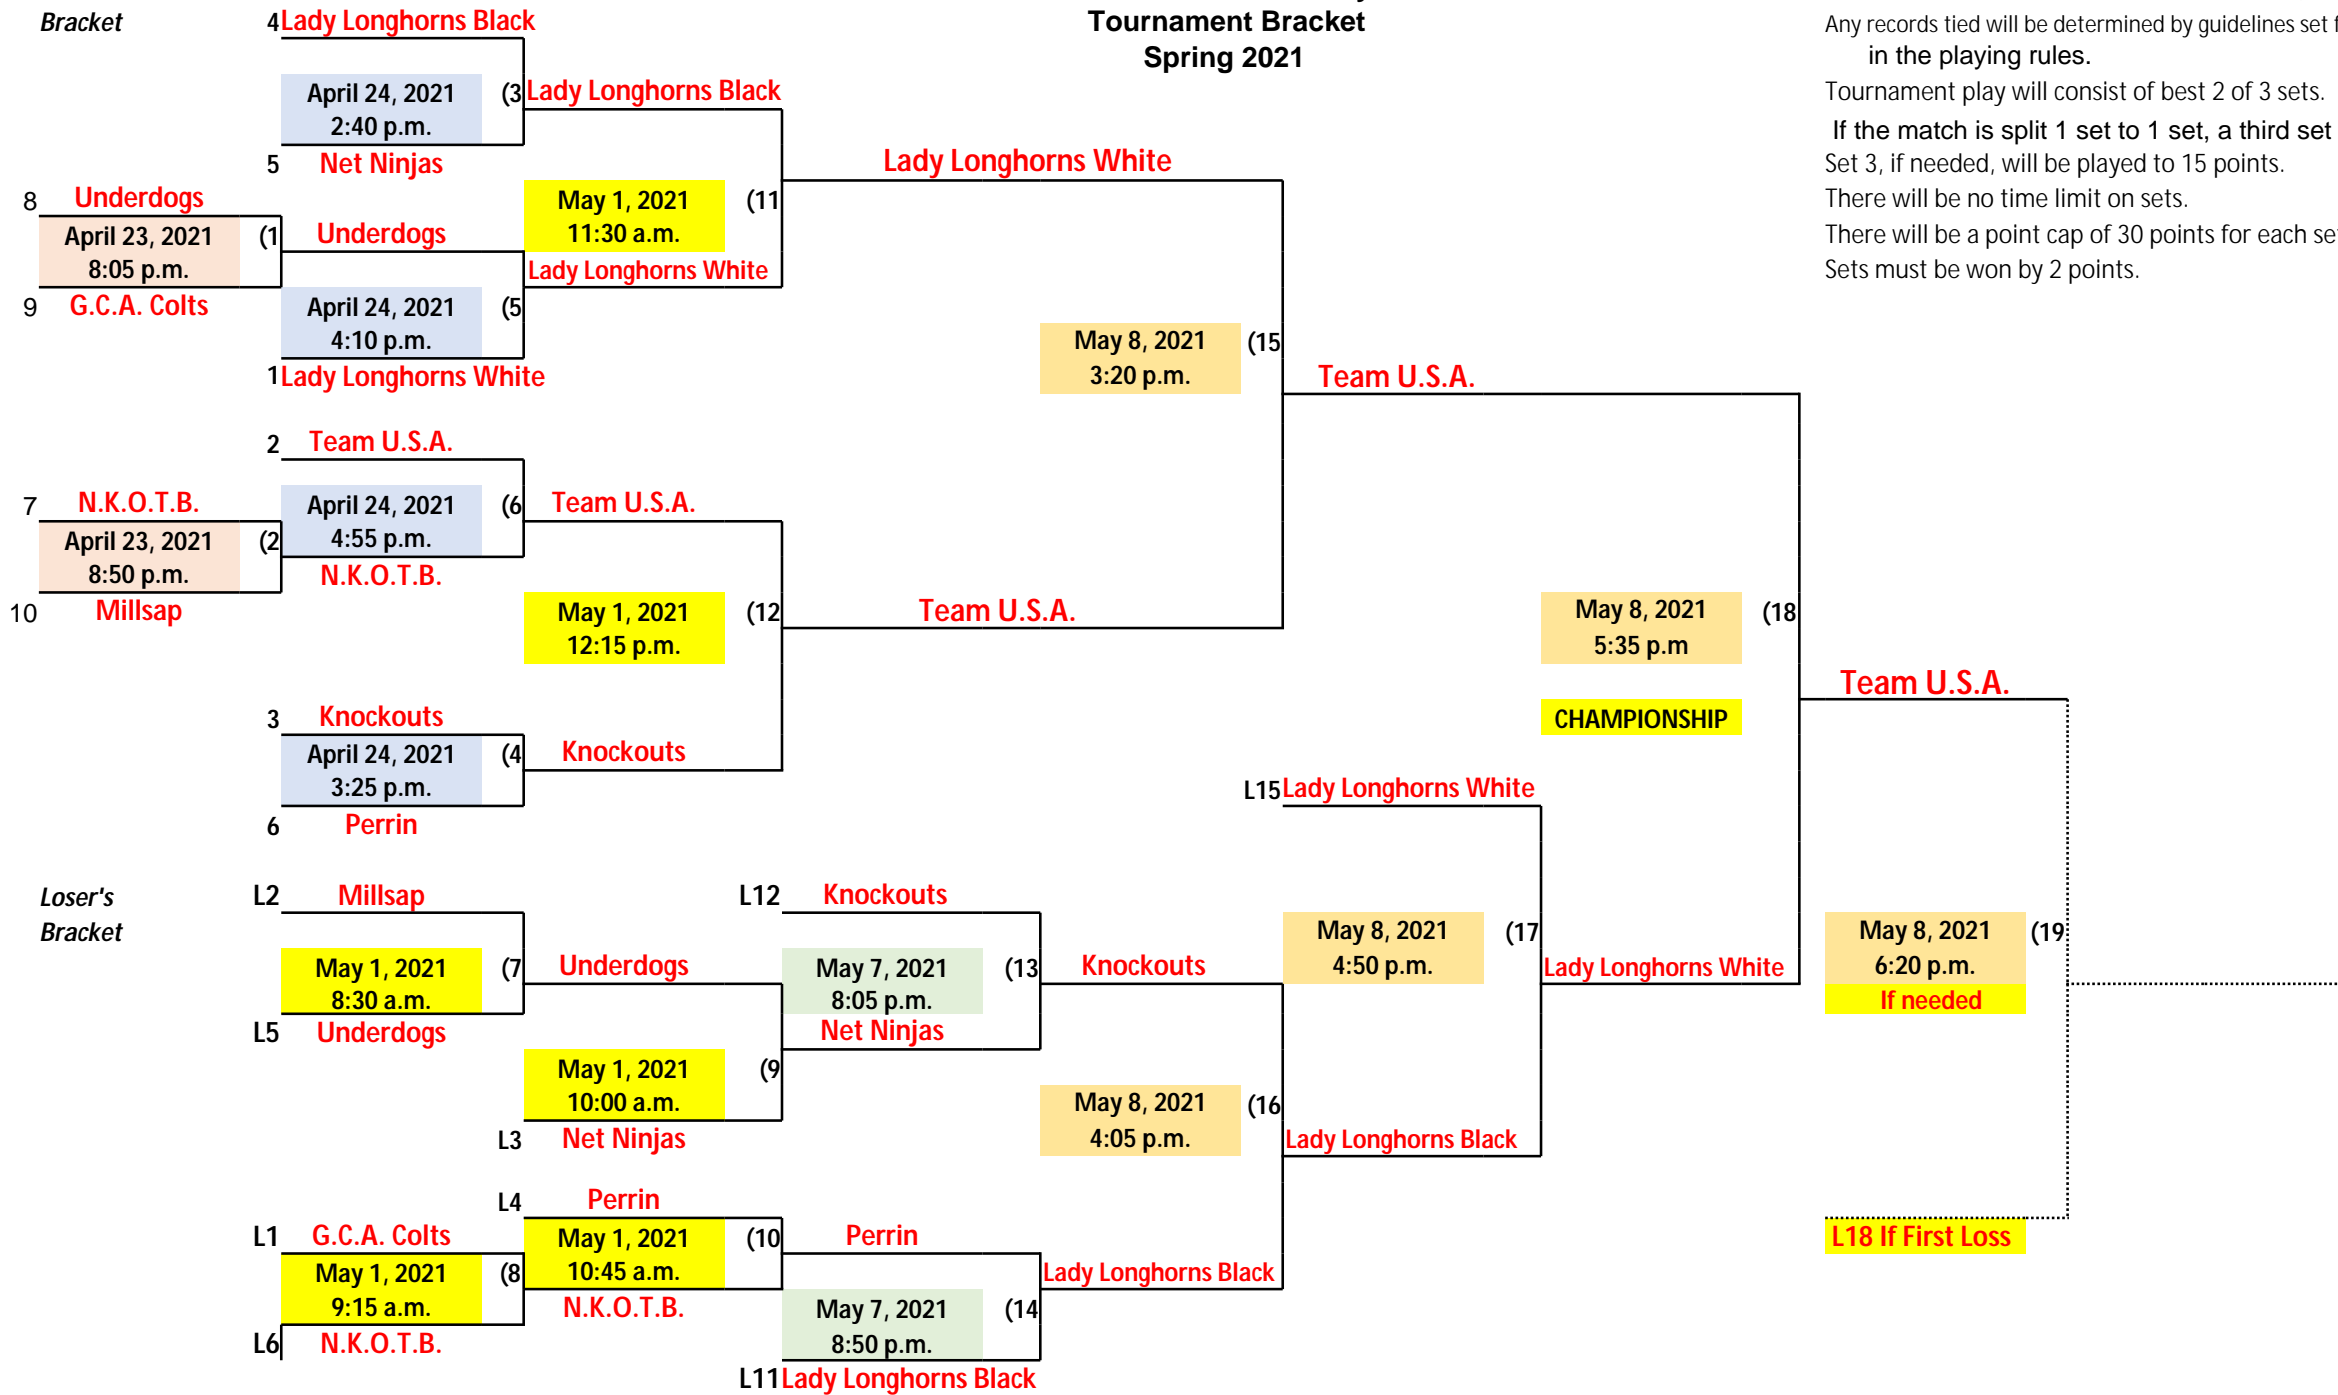 Bracket
4 Lady Longhorns Black
Tournament Bracket
Spring 2021
Any records tied will be determined by guidelines set
in the playing rules.
Tournament play will consist of best 2 of 3 sets.
If the match is split 1 set to 1 set, a third set
Set 3, if needed, will be played to 15 points.
There will be no time limit on sets.
There will be a point cap of 30 points for each
Sets must be won by 2 points.
April 24, 2021 (3
2:40 p.m.
Lady Longhorns Black
5 Net Ninjas
Lady Longhorns White
8 Underdogs
May 1, 2021 (11
11:30 a.m.
April 23, 2021 (1
8:05 p.m.
Underdogs
Lady Longhorns White
9 G.C.A. Colts
April 24, 2021 (5
4:10 p.m.
May 8, 2021 (15
3:20 p.m.
1 Lady Longhorns White
Team U.S.A.
2 Team U.S.A.
7 N.K.O.T.B.
April 24, 2021 (6
4:55 p.m.
Team U.S.A.
April 23, 2021 (2
8:50 p.m.
N.K.O.T.B.
10 Millsap
May 1, 2021 (12
12:15 p.m.
Team U.S.A.
May 8, 2021 (18
5:35 p.m
Team U.S.A.
CHAMPIONSHIP
3 Knockouts
April 24, 2021 (4
3:25 p.m.
Knockouts
6 Perrin
L15 Lady Longhorns White
Loser's
Bracket
L2 Millsap
L12 Knockouts
May 8, 2021 (17
4:50 p.m.
May 8, 2021 (19
6:20 p.m.
If needed
May 1, 2021 (7
8:30 a.m.
Underdogs
May 7, 2021 (13
8:05 p.m.
Knockouts
Lady Longhorns White
L5 Underdogs
Net Ninjas
May 1, 2021 (9
10:00 a.m.
May 8, 2021 (16
4:05 p.m.
L3 Net Ninjas
Lady Longhorns Black
L4 Perrin
L1 G.C.A. Colts
May 1, 2021 (10
10:45 a.m.
Perrin
L18 If First Loss
May 1, 2021 (8
9:15 a.m.
Lady Longhorns Black
N.K.O.T.B.
May 7, 2021 (14
8:50 p.m.
L6 N.K.O.T.B.
L11 Lady Longhorns Black